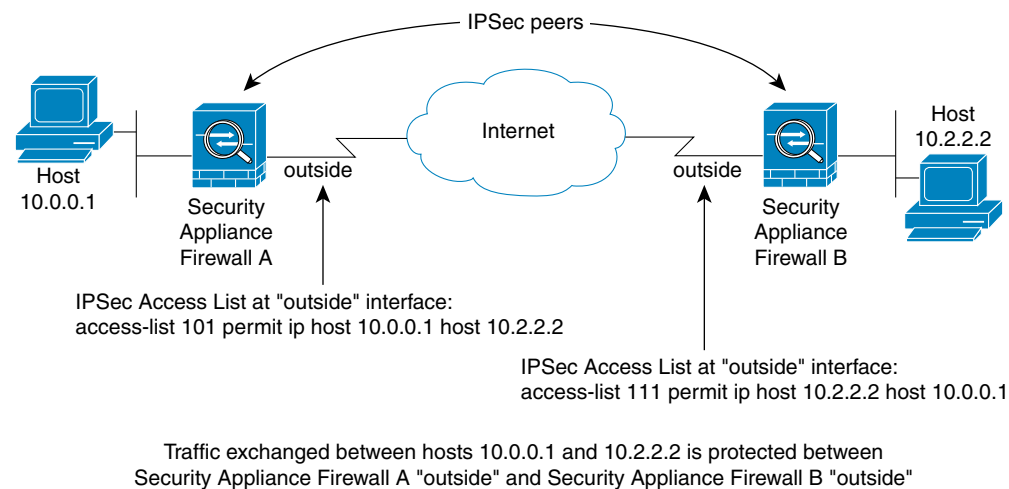 IPSec peers
Internet
Host
10.0.0.1
outside
Security
Appliance
Firewall A
outside
Security
Appliance
Firewall B
Host
10.2.2.2
IPSec Access List at "outside" interface:
access-list 101 permit ip host 10.0.0.1 host 10.2.2.2
IPSec Access List at "outside" interface:
access-list 111 permit ip host 10.2.2.2 host 10.0.0.1
Traffic exchanged between hosts 10.0.0.1 and 10.2.2.2 is protected between
Security Appliance Firewall A "outside" and Security Appliance Firewall B "outside"